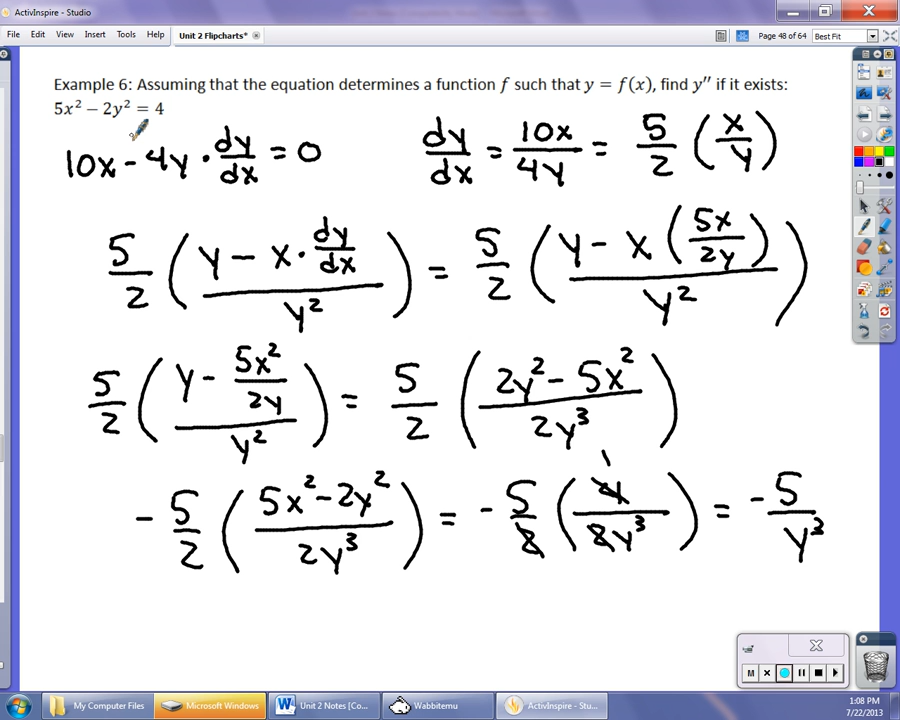 ActivInspire - Studio
File Edit View Insert Tools Help Unit 2 Flipcharts* Page 48 of 64 Best Fit
Example 6: Assuming that the equation determines a function f such that y = f(x), find y″ if it exists:
5x² − 2y² = 4
10x − 4y · dy/dx = 0 dy/dx = 10x/4y = 5/2 (x/y)
5/2 ((y − x · dy/dx)/y²) = 5/2 ((y − x (5x/2y))/y²)
5/2 ((y − 5x²/2y)/y²) = 5/2 ((2y² − 5x²)/2y³)
1
−5/2 ((5x² − 2y²)/2y³) = −5/2 (4/2y³) = −5/y³
M
My Computer Files Microsoft Windows Unit 2 Notes [Co... Wabbitemu ActivInspire - Stu... 1:08 PM
7/22/2013